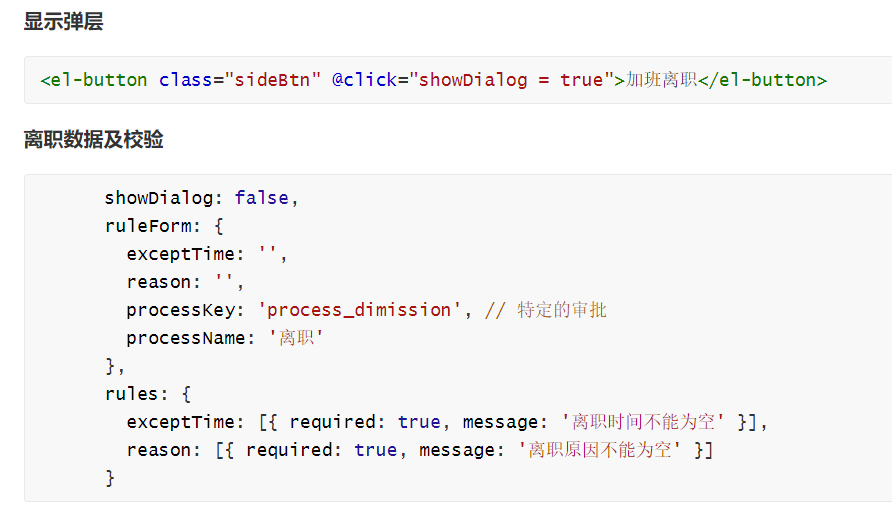 显示弹层
<el-button class="sideBtn" @click="showDialog = true">加班离职</el-button>
离职数据及校验
showDialog: false,
ruleForm: {
exceptTime: '',
reason: '',
processKey: 'process_dimission', // 特定的审批
processName: '离职'
},
rules: {
exceptTime: [{ required: true, message: '离职时间不能为空' }],
reason: [{ required: true, message: '离职原因不能为空' }]
}